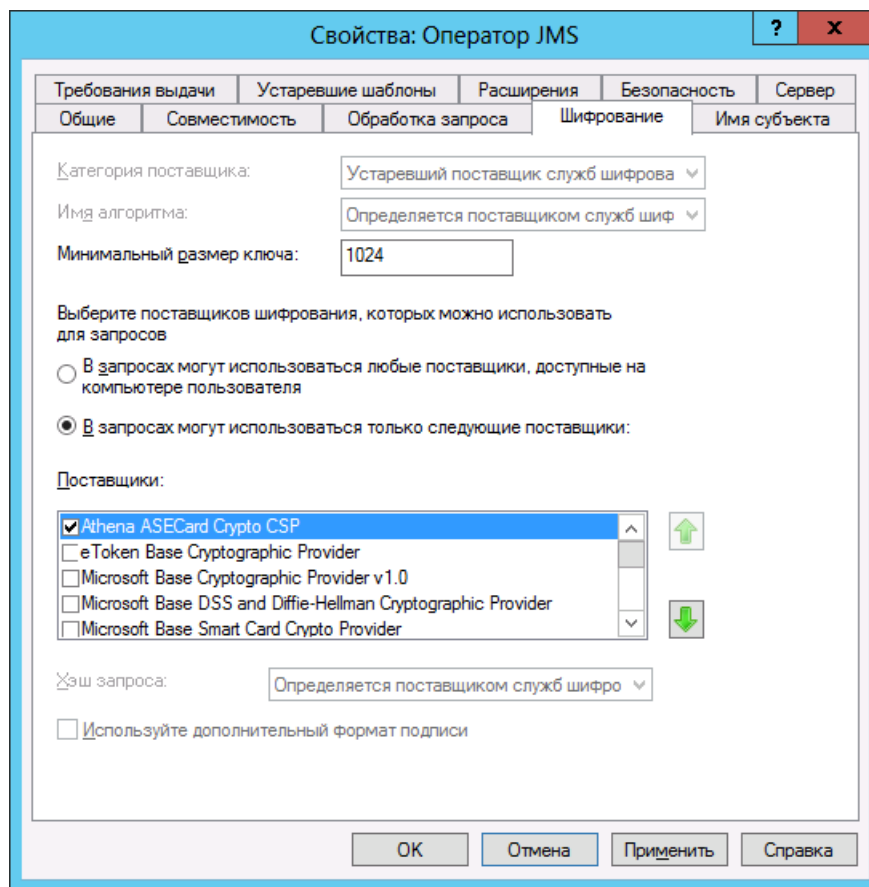 Свойства: Оператор JMS
? x
Требования выдачи Устаревшие шаблоны Расширения Безопасность Сервер
Общие Совместимость Обработка запроса Шифрование Имя субъекта
Категория поставщика: Устаревший поставщик служб шифрова
Имя алгоритма: Определяется поставщиком служб шиф
Минимальный размер ключа: 1024
Выберите поставщиков шифрования, которых можно использовать
для запросов
В запросах могут использоваться любые поставщики, доступные на
компьютере пользователя
В запросах могут использоваться только следующие поставщики:
Поставщики:
Athena ASECard Crypto CSP
eToken Base Cryptographic Provider
Microsoft Base Cryptographic Provider v1.0
Microsoft Base DSS and Diffie-Hellman Cryptographic Provider
Microsoft Base Smart Card Crypto Provider
Хэш запроса: Определяется поставщиком служб шифро
Используйте дополнительный формат подписи
OK Отмена Применить Справка